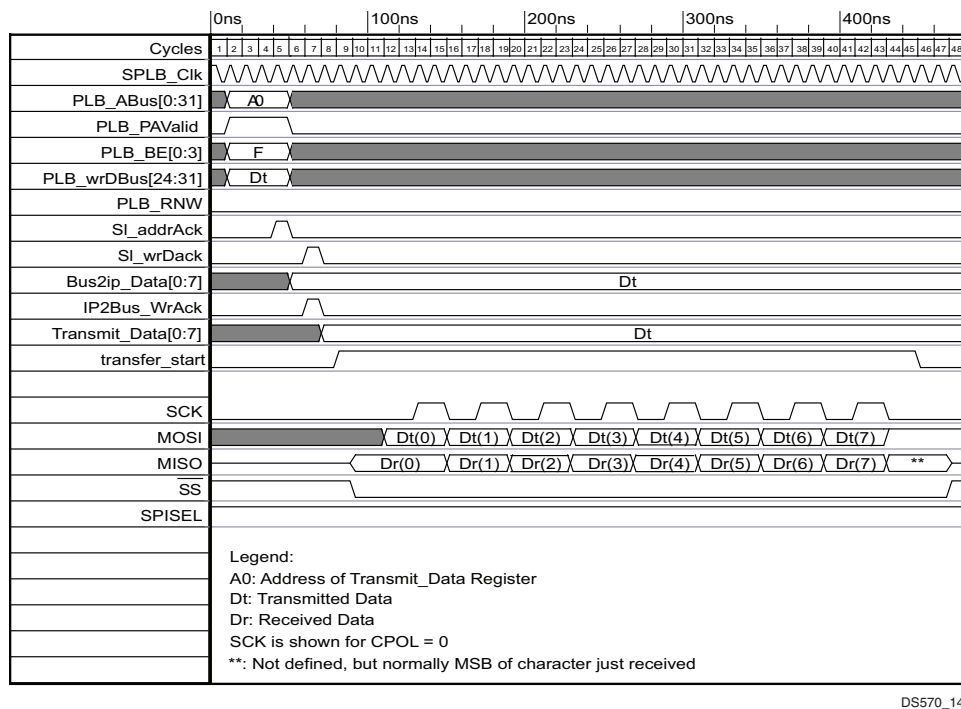 0ns 100ns 200ns 300ns 400ns
Cycles 1 2 3 4 5 6 7 8 9 10 11 12 13 14 15 16 17 18 19 20 21 22 23 24 25 26 27 28 29 30 31 32 33 34 35 36 37 38 39 40 41 42 43 44 45 46 47 48
SPLB_Clk
PLB_ABus[0:31] A0
PLB_PAValid
PLB_BE[0:3] F
PLB_wrDBus[24:31] Dt
PLB_RNW
Sl_addrAck
Sl_wrDack
Bus2ip_Data[0:7] Dt
IP2Bus_WrAck
Transmit_Data[0:7] Dt
transfer_start
SCK
MOSI Dt(0) Dt(1) Dt(2) Dt(3) Dt(4) Dt(5) Dt(6) Dt(7)
MISO Dr(0) Dr(1) Dr(2) Dr(3) Dr(4) Dr(5) Dr(6) Dr(7) **
SS
SPISEL
Legend:
A0: Address of Transmit_Data Register
Dt: Transmitted Data
Dr: Received Data
SCK is shown for CPOL = 0
**: Not defined, but normally MSB of character just received
DS570_14